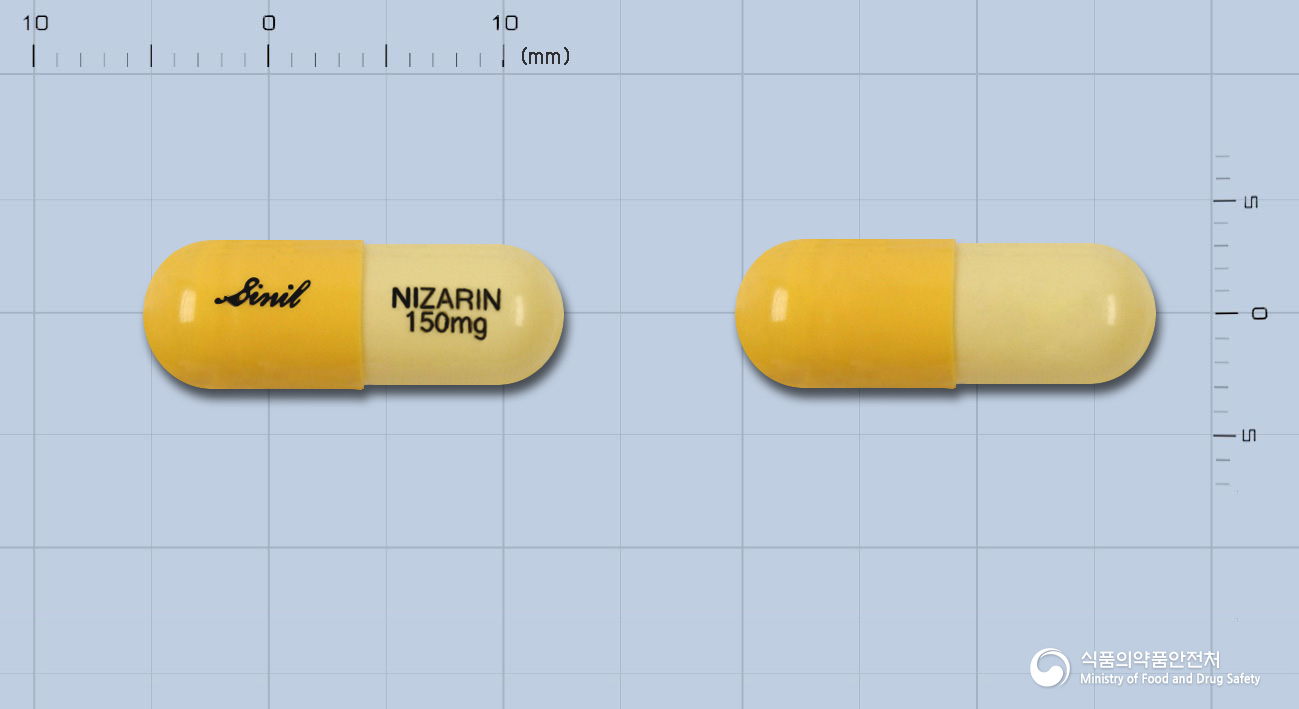 10 0 10
(mm)
Sinil
NIZARIN
150mg
5
0
5
식품의약품안전처
Ministry of Food and Drug Safety